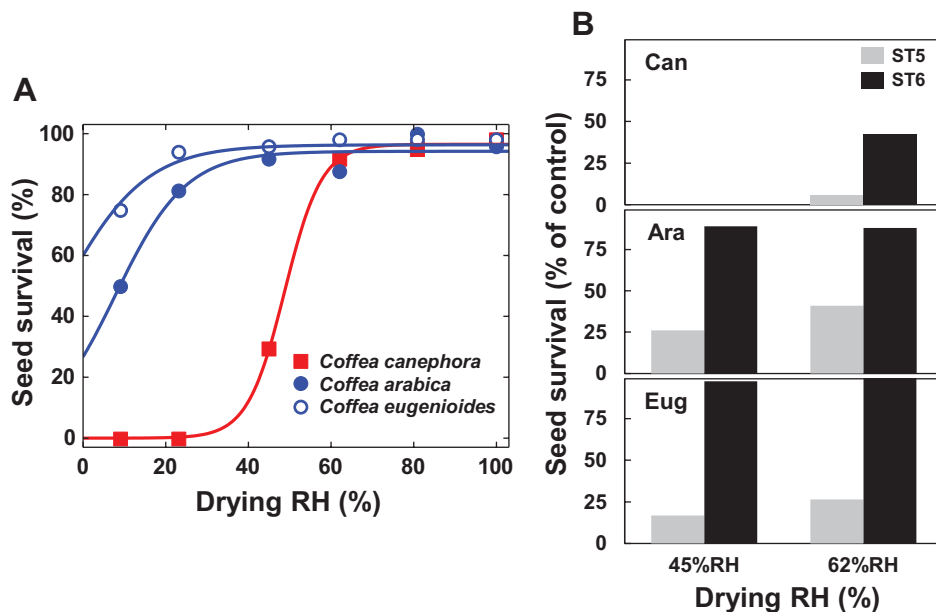 A
Seed survival (%)
100
80
60
40
20
0
0 20 40 60 80 100
Drying RH (%)
Coffea canephora
Coffea arabica
Coffea eugenioides
B
Seed survival (% of control)
Can
ST5
ST6
75
50
25
0
Ara
75
50
25
0
Eug
75
50
25
0
45%RH 62%RH
Drying RH (%)